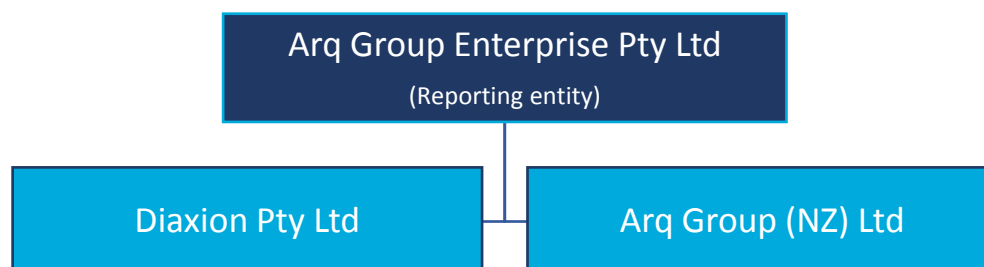 Arq Group Enterprise Pty Ltd
(Reporting entity)
Diaxion Pty Ltd
Arq Group (NZ) Ltd